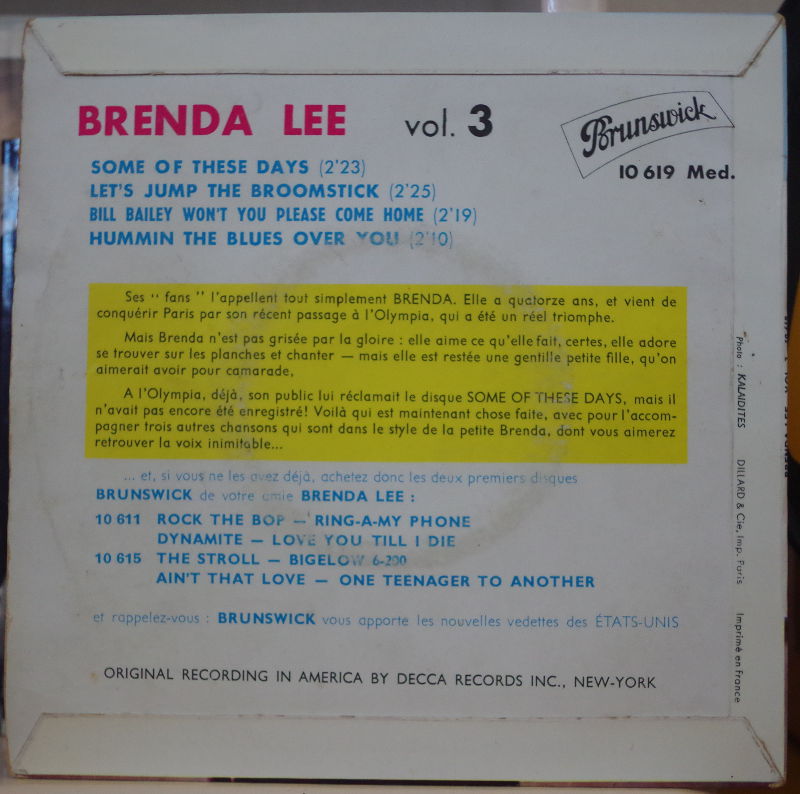 BRENDA LEE vol. 3
Brunswick
10 619 Med.
SOME OF THESE DAYS (2'23)
LET'S JUMP THE BROOMSTICK (2'25)
BILL BAILEY WON'T YOU PLEASE COME HOME (2'19)
HUMMIN THE BLUES OVER YOU (2'10)
Ses " fans " l'appellent tout simplement BRENDA. Elle a quatorze ans, et vient de
conquérir Paris par son récent passage à l'Olympia, qui a été un réel triomphe.
Mais Brenda n'est pas grisée par la gloire : elle aime ce qu'elle fait, certes, elle adore
se trouver sur les planches et chanter — mais elle est restée une gentille petite fille, qu'on
aimerait avoir pour camarade,
A l'Olympia, déjà, son public lui réclamait le disque SOME OF THESE DAYS, mais il
n'avait pas encore été enregistré! Voilà qui est maintenant chose faite, avec pour l'accom-
pagner trois autres chansons qui sont dans le style de la petite Brenda, dont vous aimerez
retrouver la voix inimitable...
... et, si vous ne les avez déjà, achetez donc les deux premiers disques
BRUNSWICK de votre amie BRENDA LEE :
10 611 ROCK THE BOP — RING-A-MY PHONE
DYNAMITE — LOVE YOU TILL I DIE
10 615 THE STROLL — BIGELOW 6-200
AIN'T THAT LOVE — ONE TEENAGER TO ANOTHER
et rappelez-vous : BRUNSWICK vous apporte les nouvelles vedettes des ÉTATS-UNIS
ORIGINAL RECORDING IN AMERICA BY DECCA RECORDS INC., NEW-YORK
Photo : KALAIDITES DILLARD & Cie, Imp. Paris Imprimé en France